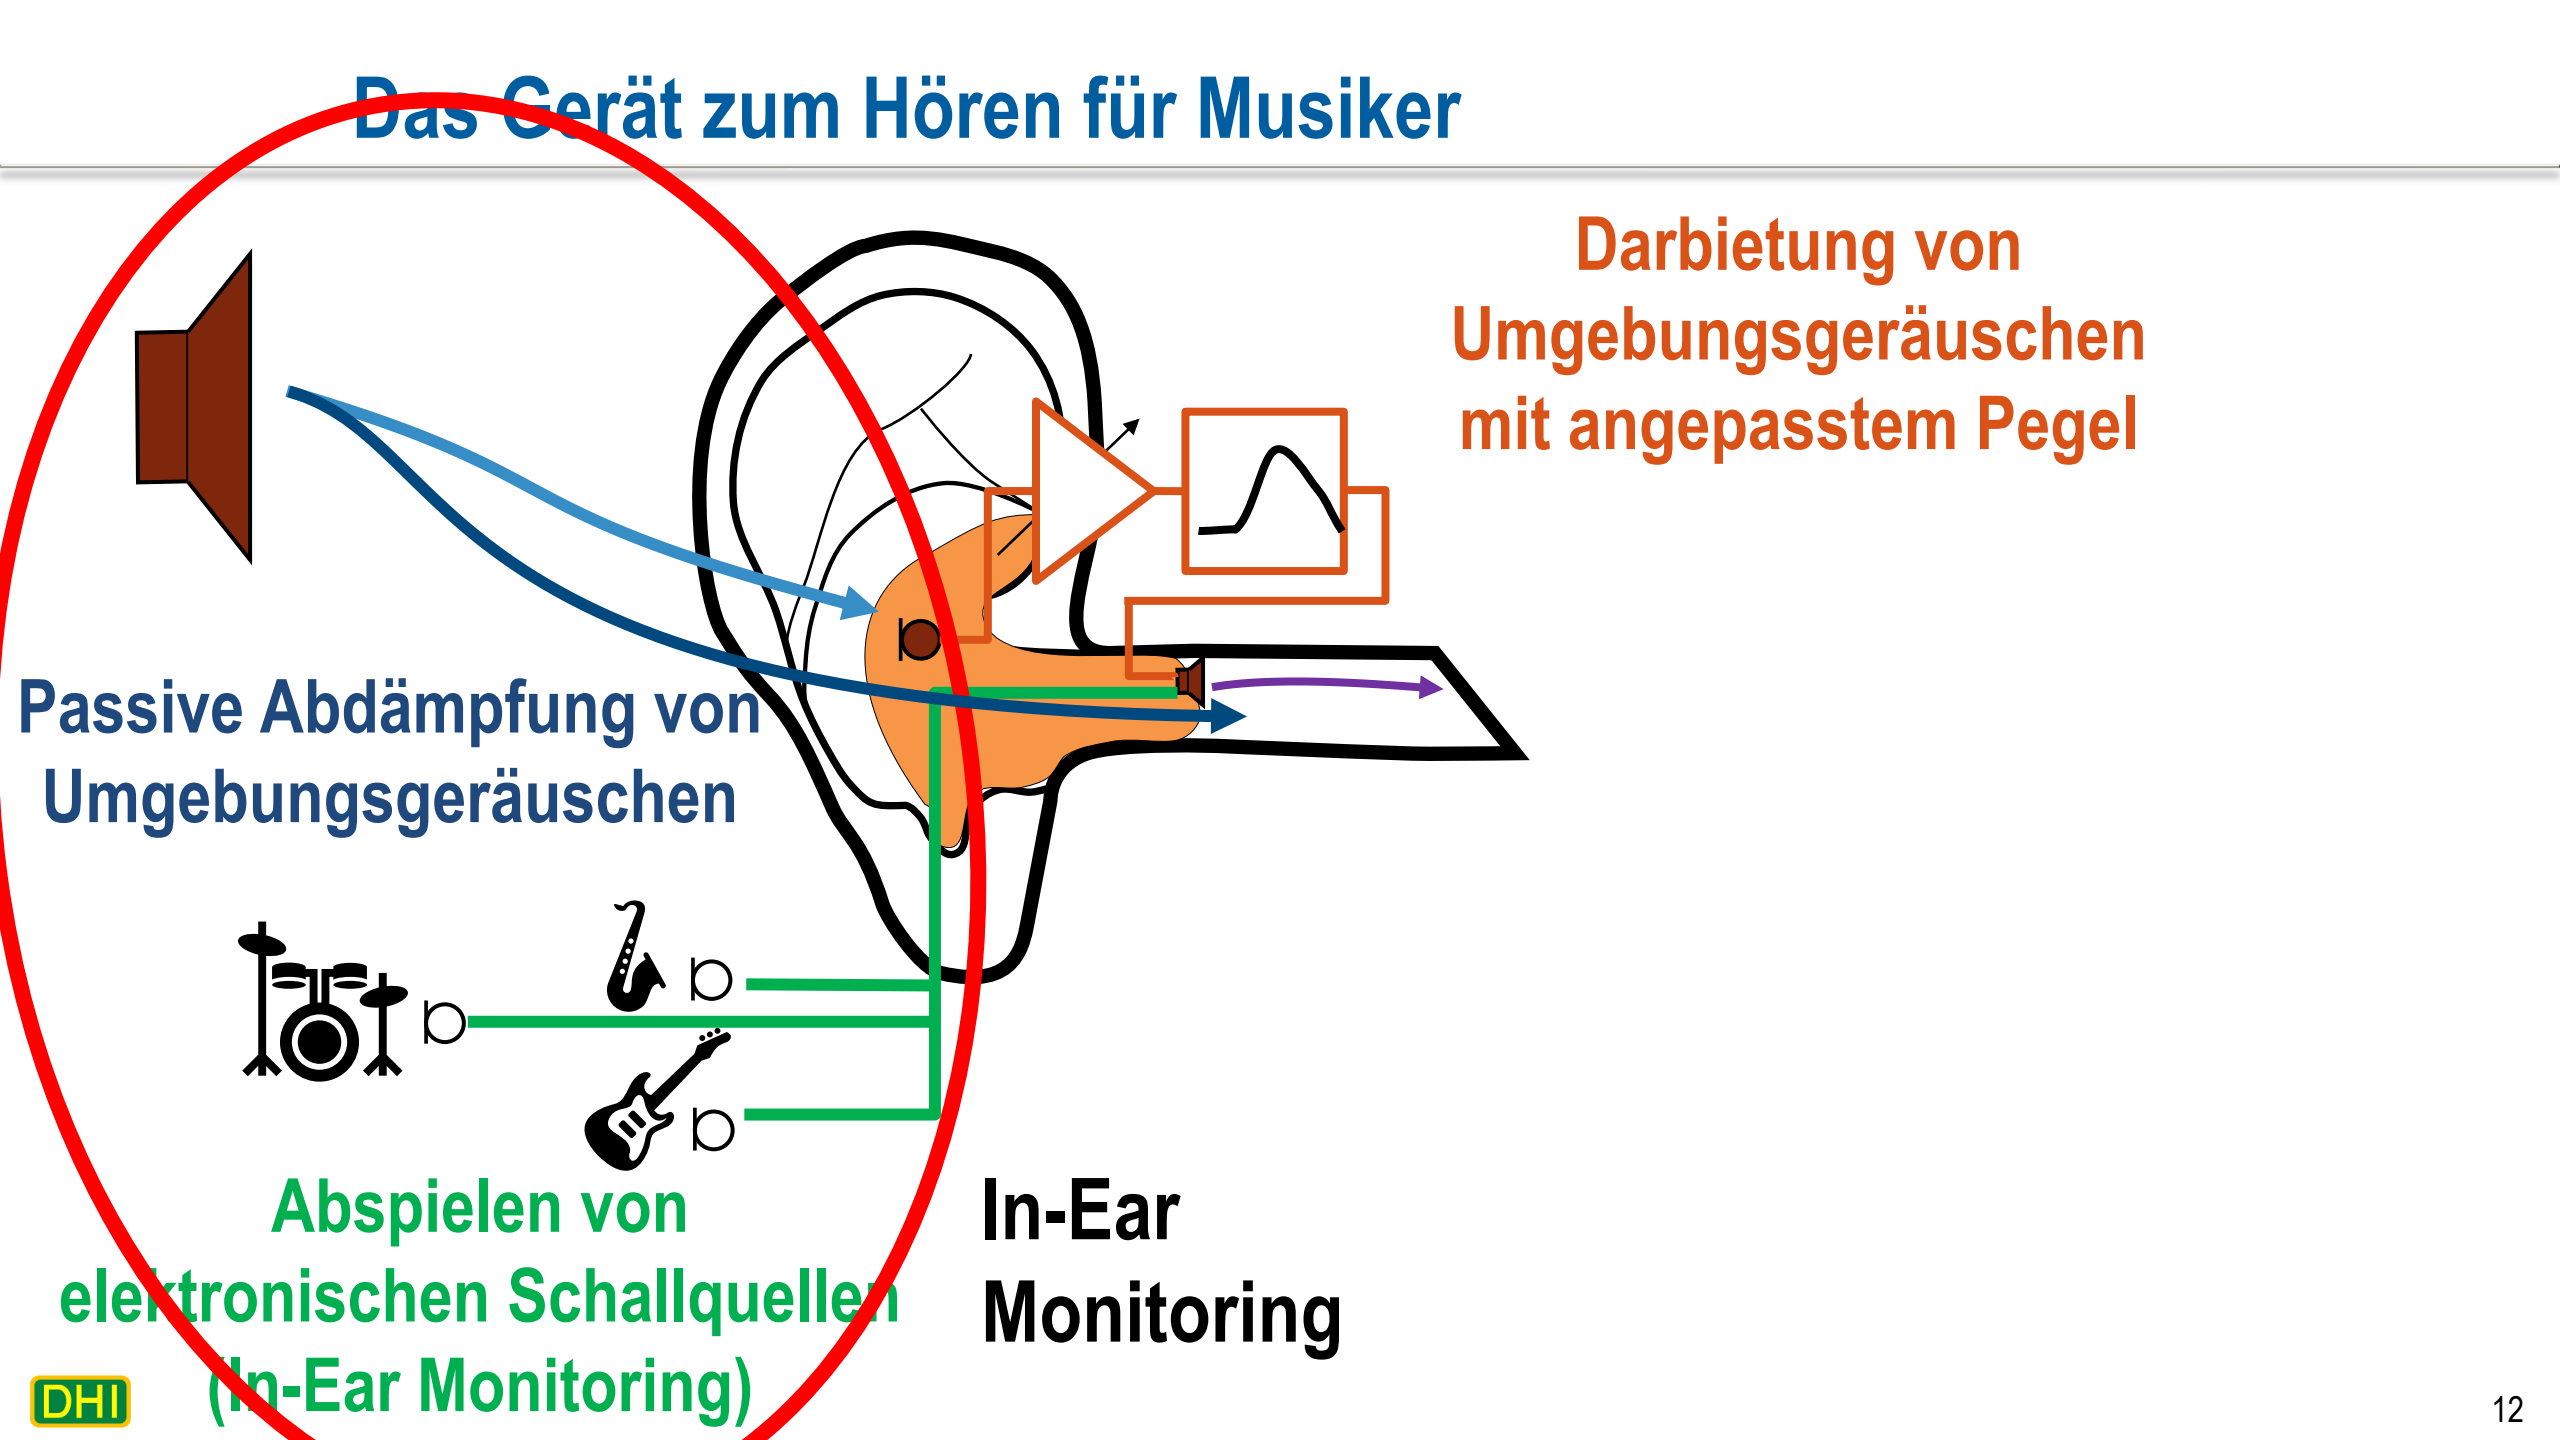 Das Gerät zum Hören für Musiker
Darbietung von
Umgebungsgeräuschen
mit angepasstem Pegel
Passive Abdämpfung von
Umgebungsgeräuschen
Abspielen von
elektronischen Schallquellen
(In-Ear Monitoring)
In-Ear
Monitoring
DHI
12